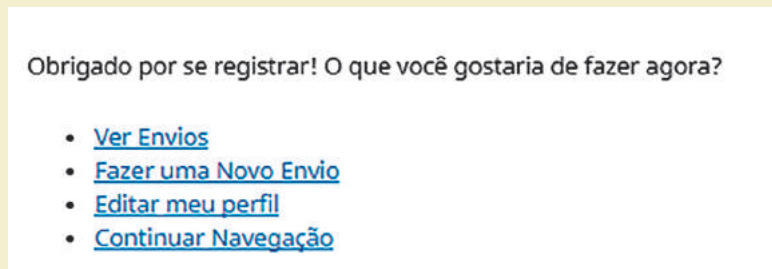 Obrigado por se registrar! O que você gostaria de fazer agora?
Ver Envios
Fazer uma Novo Envio
Editar meu perfil
Continuar Navegação